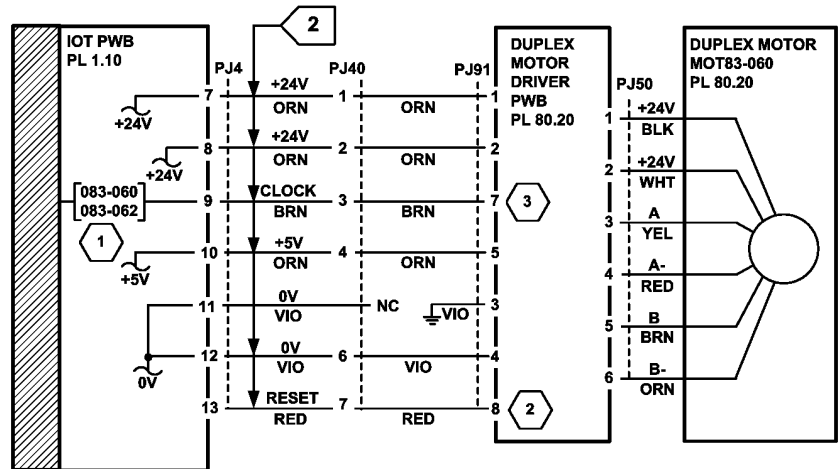 2
IOT PWB
PL 1.10
PJ4
PJ40
PJ91
DUPLEX
MOTOR
DRIVER
PWB
PL 80.20
PJ50
DUPLEX MOTOR
MOT83-060
PL 80.20
7 +24V 1 1
+24V ORN ORN
8 +24V 2 2
+24V ORN ORN
083-060
083-062
9 CLOCK 3 7
BRN BRN
1
3
10 +5V 4 5
+5V ORN ORN
11 0V NC 3
VIO VIO
12 0V 6 4
0V VIO VIO
13 RESET 7 8
RED RED
2
1 +24V
BLK
2 +24V
WHT
3 A
YEL
4 A-
RED
5 B
BRN
6 B-
ORN